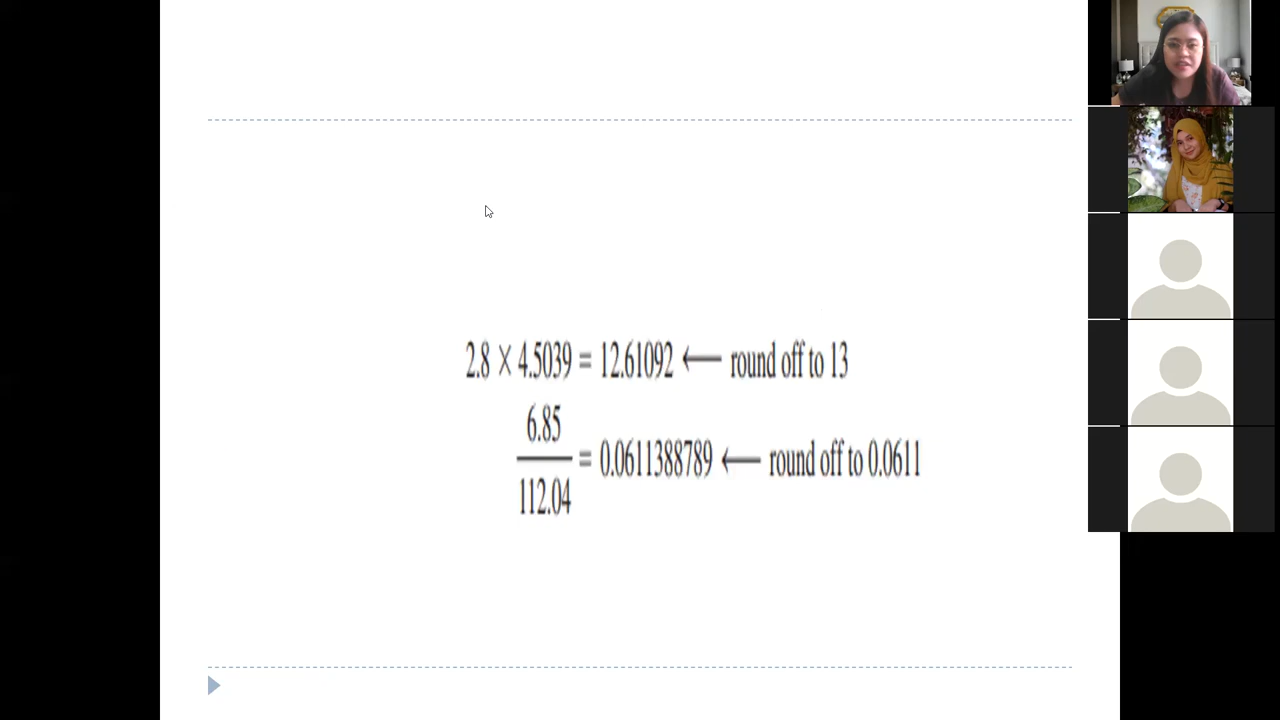 2.8 × 4.5039 = 12.61092 ← round off to 13
6.85
= 0.0611388789 ← round off to 0.0611
112.04